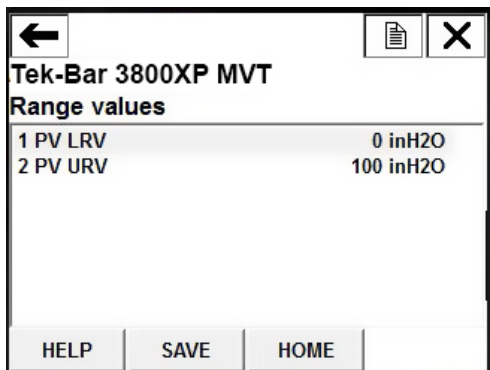 Tek-Bar 3800XP MVT
Range values
1 PV LRV 0 inH2O
2 PV URV 100 inH2O
HELP SAVE HOME